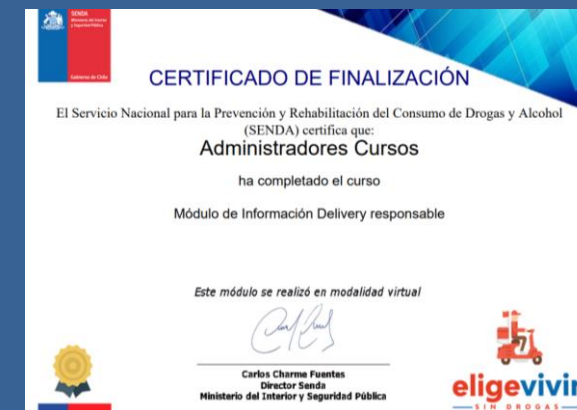 SENDA
Ministerio del Interior
y Seguridad Pública
Gobierno de Chile
CERTIFICADO DE FINALIZACIÓN
El Servicio Nacional para la Prevención y Rehabilitación del Consumo de Drogas y Alcohol
(SENDA) certifica que:
Administradores Cursos
ha completado el curso
Módulo de Información Delivery responsable
Este módulo se realizó en modalidad virtual
Carlos Charme Fuentes
Director Senda
Ministerio del Interior y Seguridad Pública
eligevivir
SIN DROGAS